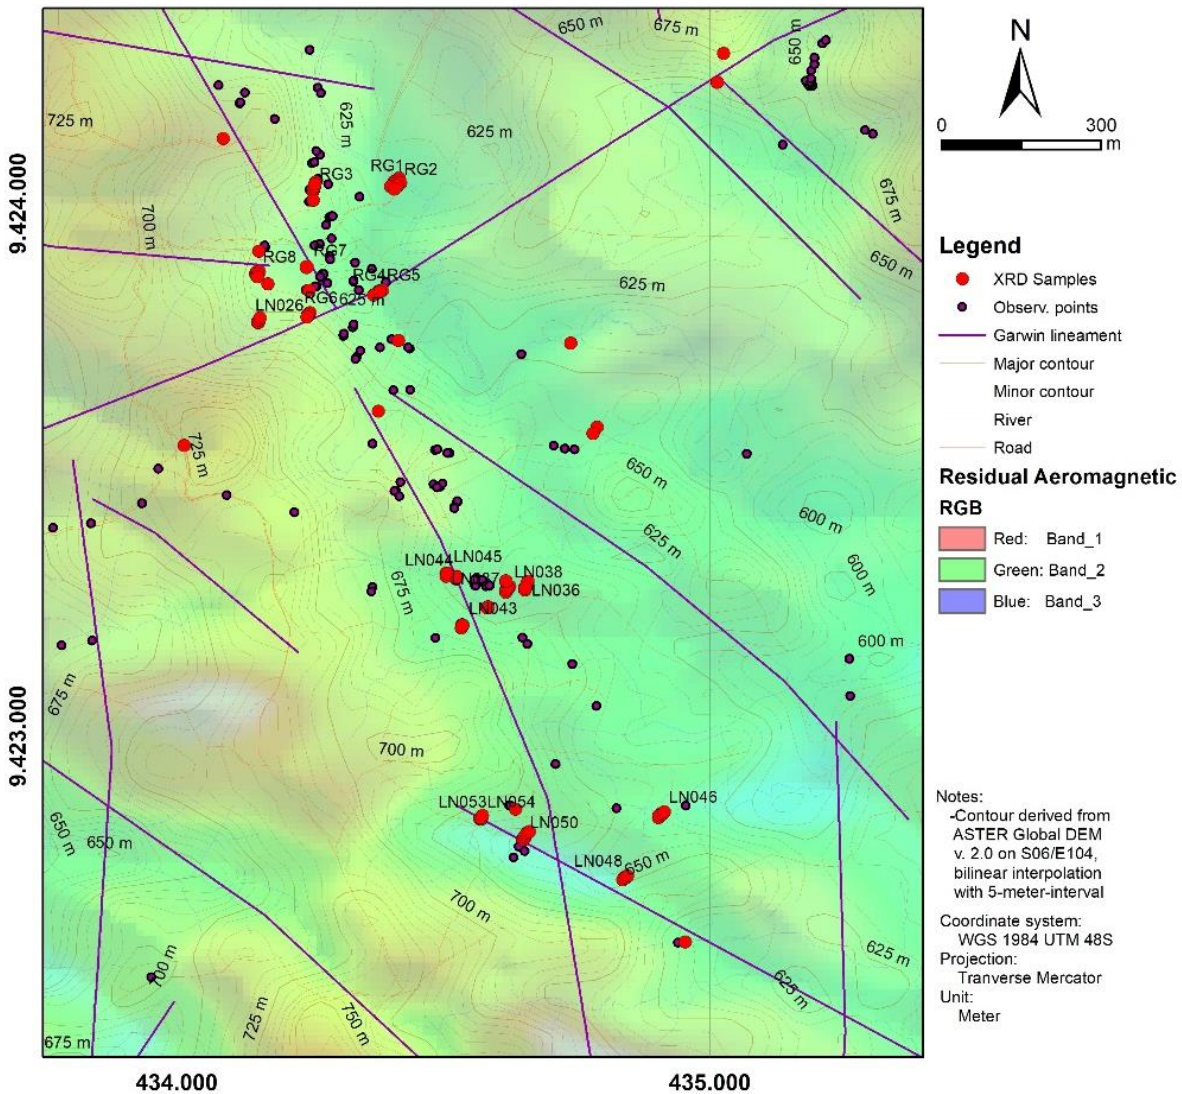 650 m
675 m
650 m
N
725 m
625 m
625 m
0 300
m
RG3
RG1 RG2
9.424.000
700 m
675 m
RG8
RG7
650 m
Legend
RG4RG5
625 m
XRD Samples
LN026
RG6
625 m
Observ. points
Garwin lineament
Major contour
Minor contour
River
Road
725 m
650 m
Residual Aeromagnetic
RGB
600 m
625 m
Red: Band_1
LN044
LN045
600 m
Green: Band_2
LN038
LN036
675 m
Blue: Band_3
LN043
600 m
675 m
9.423.000
700 m
LN053
LN054
LN046
LN050
650 m
650 m
LN048
650 m
Notes:
-Contour derived from
ASTER Global DEM
v. 2.0 on S06/E104,
bilinear interpolation
with 5-meter-interval
700 m
Coordinate system:
WGS 1984 UTM 48S
Projection:
Tranverse Mercator
Unit:
Meter
700 m
625 m
625 m
725 m
750 m
675 m
434.000
435.000